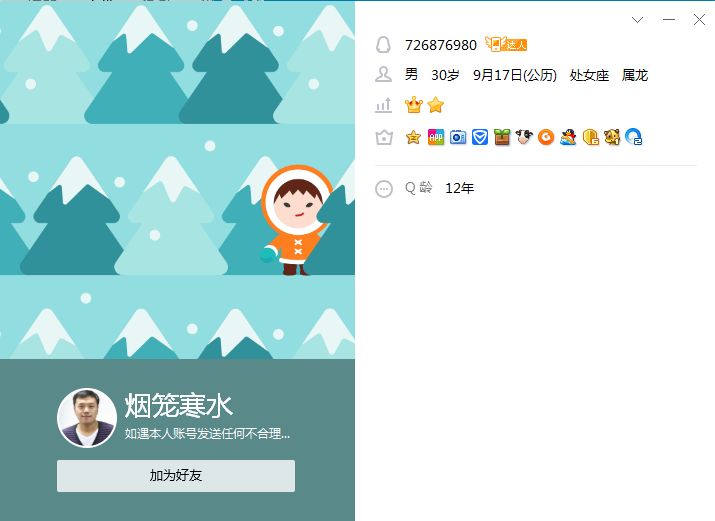 726876980 达人
男 30岁 9月17日(公历) 处女座 属龙
APP
Q 龄 12年
烟笼寒水
如遇本人账号发送任何不合理...
加为好友